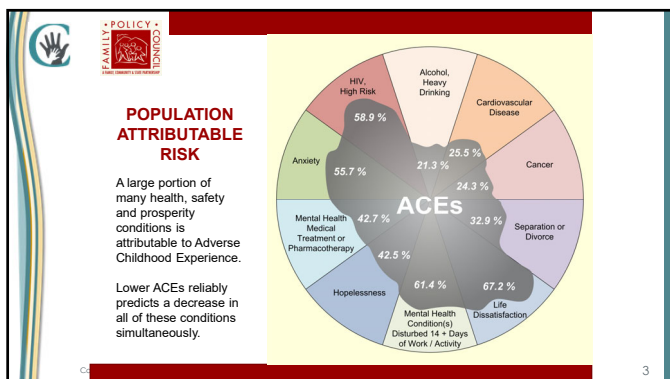 FAMILY POLICY COUNCIL
POPULATION
ATTRIBUTABLE
RISK
A large portion of
many health, safety
and prosperity
conditions is
attributable to Adverse
Childhood Experience.
Lower ACEs reliably
predicts a decrease in
all of these conditions
simultaneously.
Alcohol,
Heavy
Drinking
21.3 %
Cardiovascular
Disease
25.5 %
Cancer
24.3 %
Separation or
Divorce
32.9 %
Life
Dissatisfaction
67.2 %
Mental Health
Condition(s)
Disturbed 14 + Days
of Work / Activity
61.4 %
Hopelessness
42.5 %
Mental Health
Medical
Treatment or
Pharmacotherapy
42.7 %
Anxiety
55.7 %
HIV,
High Risk
58.9 %
ACEs
3